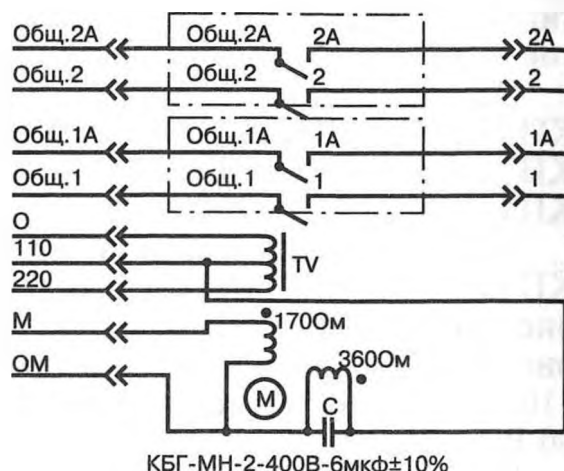 Общ.2А Общ.2А 2А 2А
Общ.2 Общ.2 2 2
Общ.1А Общ.1А 1А 1А
Общ.1 Общ.1 1 1
О
110
TV
220
М 170Ом
ОМ 360Ом
М С
КБГ-МН-2-400В-6мкф±10%